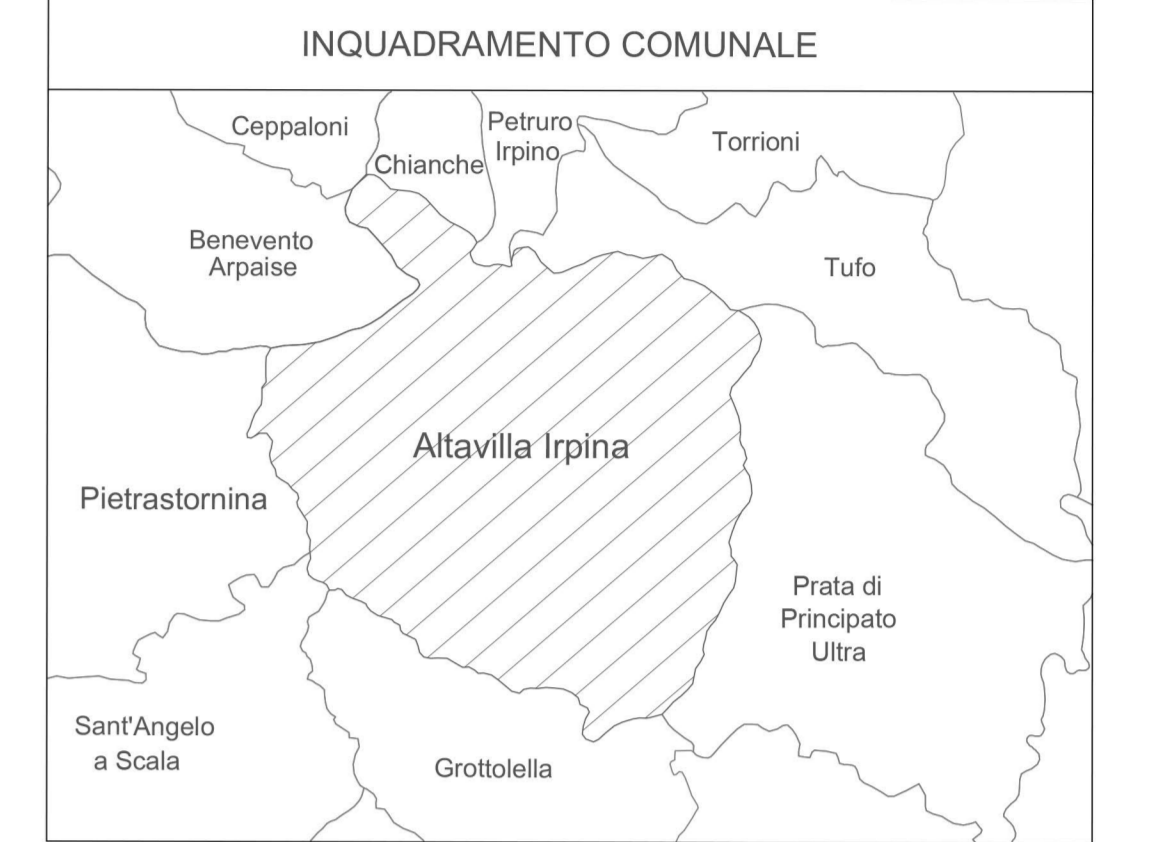 INQUADRAMENTO COMUNALE
Ceppaloni
Chianche
Petruro
Irpino
Torrioni
Benevento
Arpaise
Tufo
Altavilla Irpina
Pietrastornina
Prata di
Principato
Ultra
Sant'Angelo
a Scala
Grottolella